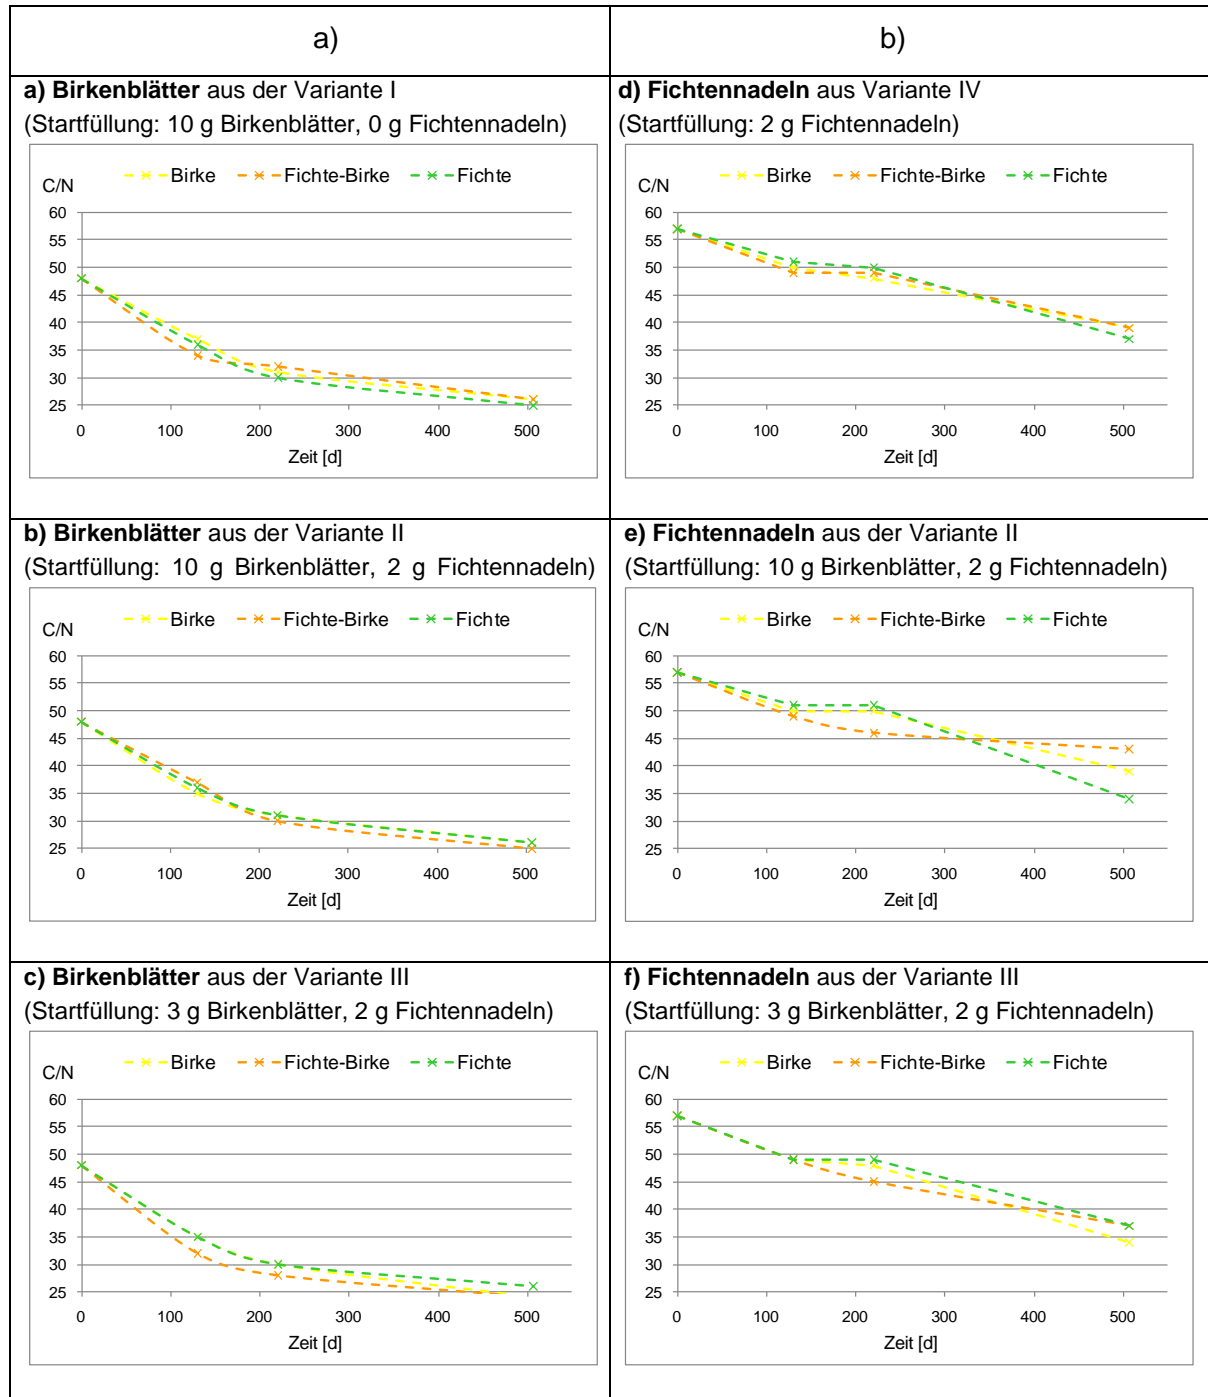 a)
b)
a) Birkenblätter aus der Variante I
(Startfüllung: 10 g Birkenblätter, 0 g Fichtennadeln)
C/N
Birke Fichte-Birke Fichte
60
55
50
45
40
35
30
25
0 100 200 300 400 500
Zeit [d]
d) Fichtennadeln aus Variante IV
(Startfüllung: 2 g Fichtennadeln)
C/N
Birke Fichte-Birke Fichte
60
55
50
45
40
35
30
25
0 100 200 300 400 500
Zeit [d]
b) Birkenblätter aus der Variante II
(Startfüllung: 10 g Birkenblätter, 2 g Fichtennadeln)
C/N
Birke Fichte-Birke Fichte
60
55
50
45
40
35
30
25
0 100 200 300 400 500
Zeit [d]
e) Fichtennadeln aus der Variante II
(Startfüllung: 10 g Birkenblätter, 2 g Fichtennadeln)
C/N
Birke Fichte-Birke Fichte
60
55
50
45
40
35
30
25
0 100 200 300 400 500
Zeit [d]
c) Birkenblätter aus der Variante III
(Startfüllung: 3 g Birkenblätter, 2 g Fichtennadeln)
C/N
Birke Fichte-Birke Fichte
60
55
50
45
40
35
30
25
0 100 200 300 400 500
Zeit [d]
f) Fichtennadeln aus der Variante III
(Startfüllung: 3 g Birkenblätter, 2 g Fichtennadeln)
C/N
Birke Fichte-Birke Fichte
60
55
50
45
40
35
30
25
0 100 200 300 400 500
Zeit [d]